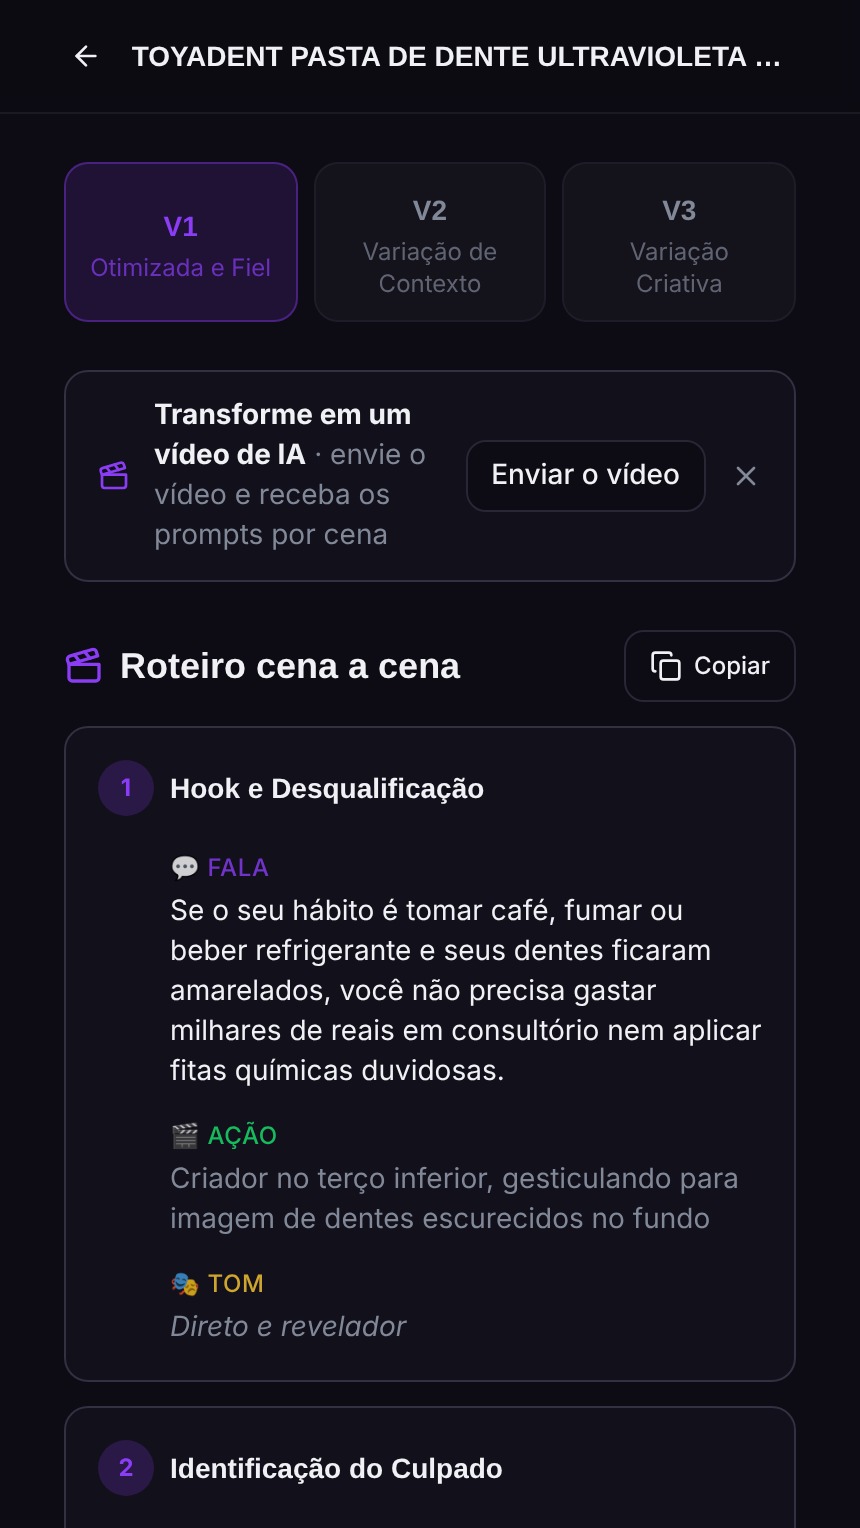 TOYADENT PASTA DE DENTE ULTRAVIOLETA ...
V1
Otimizada e Fiel
V2
Variação de
Contexto
V3
Variação
Criativa
Transforme em um
vídeo de IA · envie o
vídeo e receba os
prompts por cena
Enviar o vídeo
Roteiro cena a cena
Copiar
1
Hook e Desqualificação
💬 FALA
Se o seu hábito é tomar café, fumar ou
beber refrigerante e seus dentes ficaram
amarelados, você não precisa gastar
milhares de reais em consultório nem aplicar
fitas químicas duvidosas.
🎬 AÇÃO
Criador no terço inferior, gesticulando para
imagem de dentes escurecidos no fundo
🎭 TOM
Direto e revelador
2
Identificação do Culpado